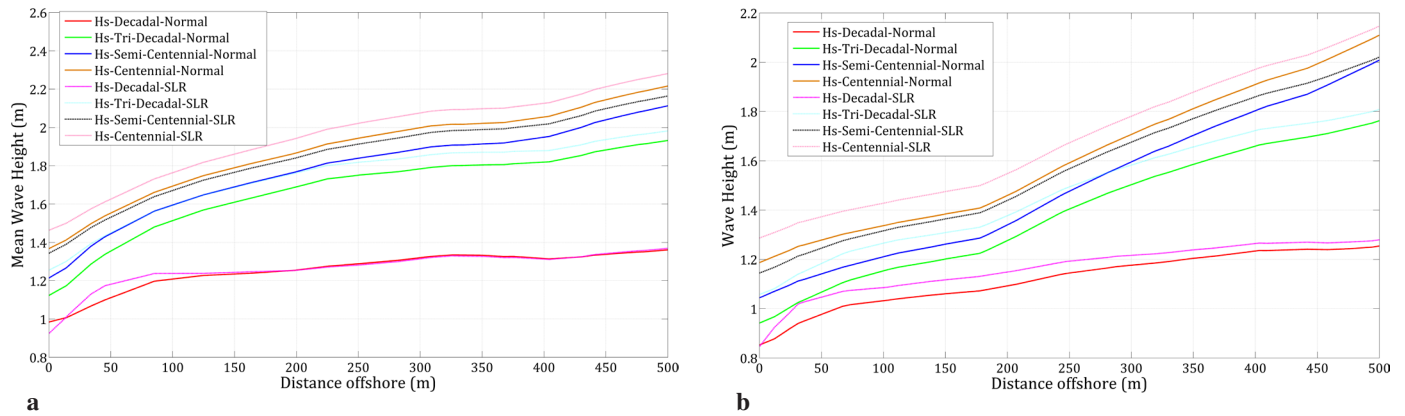 2.6
2.4
2.2
2
1.8
1.6
1.4
1.2
1
0.8
Mean Wave Height (m)
Hs-Decadal-Normal
Hs-Tri-Decadal-Normal
Hs-Semi-Centennial-Normal
Hs-Centennial-Normal
Hs-Decadal-SLR
Hs-Tri-Decadal-SLR
Hs-Semi-Centennial-SLR
Hs-Centennial-SLR
0 50 100 150 200 250 300 350 400 450 500
Distance offshore (m)
a
2.2
2
1.8
1.6
1.4
1.2
1
0.8
Wave Height (m)
Hs-Decadal-Normal
Hs-Tri-Decadal-Normal
Hs-Semi-Centennial-Normal
Hs-Centennial-Normal
Hs-Decadal-SLR
Hs-Tri-Decadal-SLR
Hs-Semi-Centennial-SLR
Hs-Centennial-SLR
0 50 100 150 200 250 300 350 400 450 500
Distance offshore (m)
b